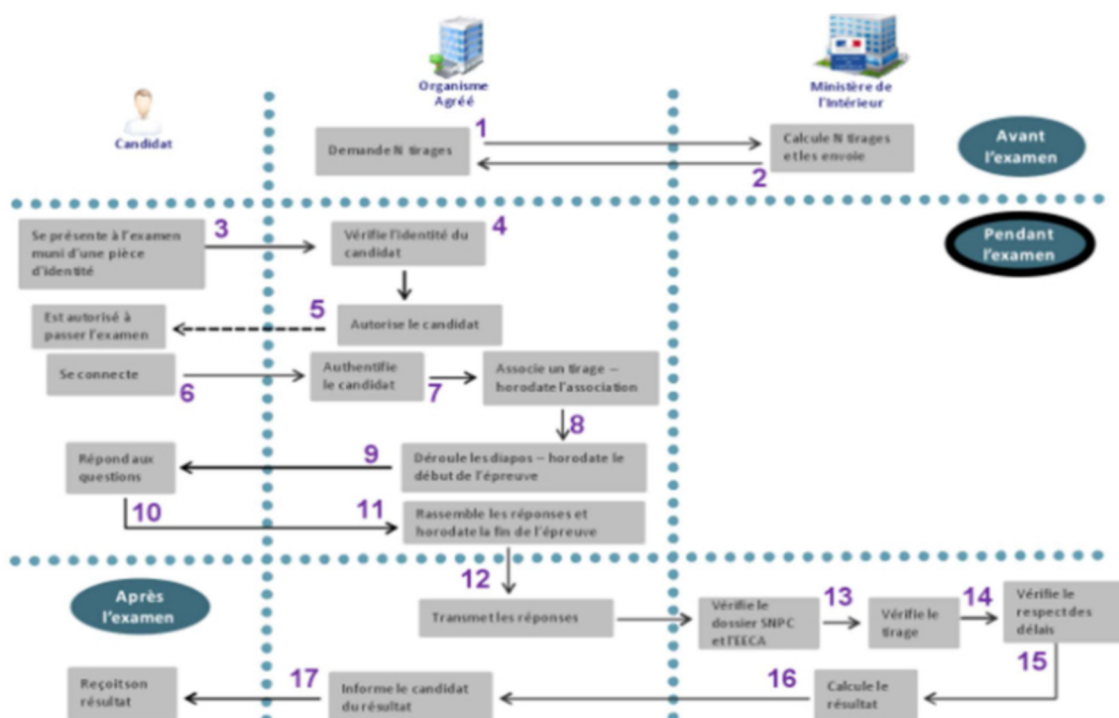 Organisme
Agréé
Ministère de
l'Intérieur
Candidat
1
Demande N tirages
Calcule N tirages
et les envoie
2
Avant
l'examen
Se présente à l'examen
muni d'une pièce
d'identité
3
Vérifie l'identité du
candidat
4
Pendant
l'examen
Est autorisé à
passer l'examen
5
Autorise le candidat
Se connecte
6
Authentifie
le candidat
7
Associe un tirage –
horodate l'association
8
Répond aux
questions
9
Déroule les diapos – horodate le
début de l'épreuve
10
11
Rassemble les réponses et
horodate la fin de l'épreuve
Après
l'examen
12
Transmet les réponses
Vérifie le
dossier SNPC
et l'EECA
13
Vérifie le
tirage
14
Vérifie le
respect des
délais
15
Reçoit son
résultat
17
Informe le candidat
du résultat
16
Calcule le
résultat